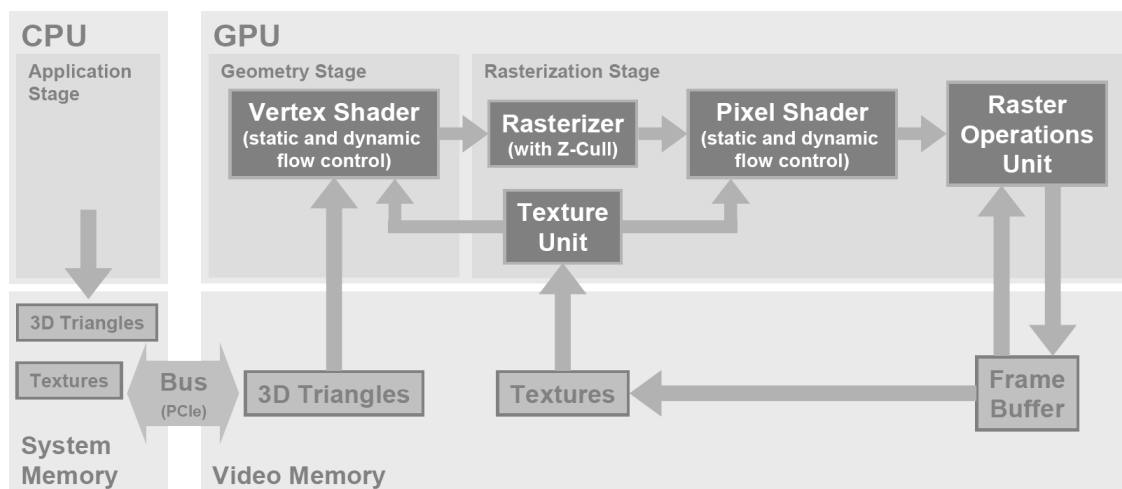 CPU
Application
Stage
3D Triangles
Textures
System
Memory
Bus
(PCIe)
GPU
Geometry Stage
Vertex Shader
(static and dynamic
flow control)
Rasterization Stage
Rasterizer
(with Z-Cull)
Pixel Shader
(static and dynamic
flow control)
Raster
Operations
Unit
Texture
Unit
3D Triangles
Textures
Frame
Buffer
Video Memory